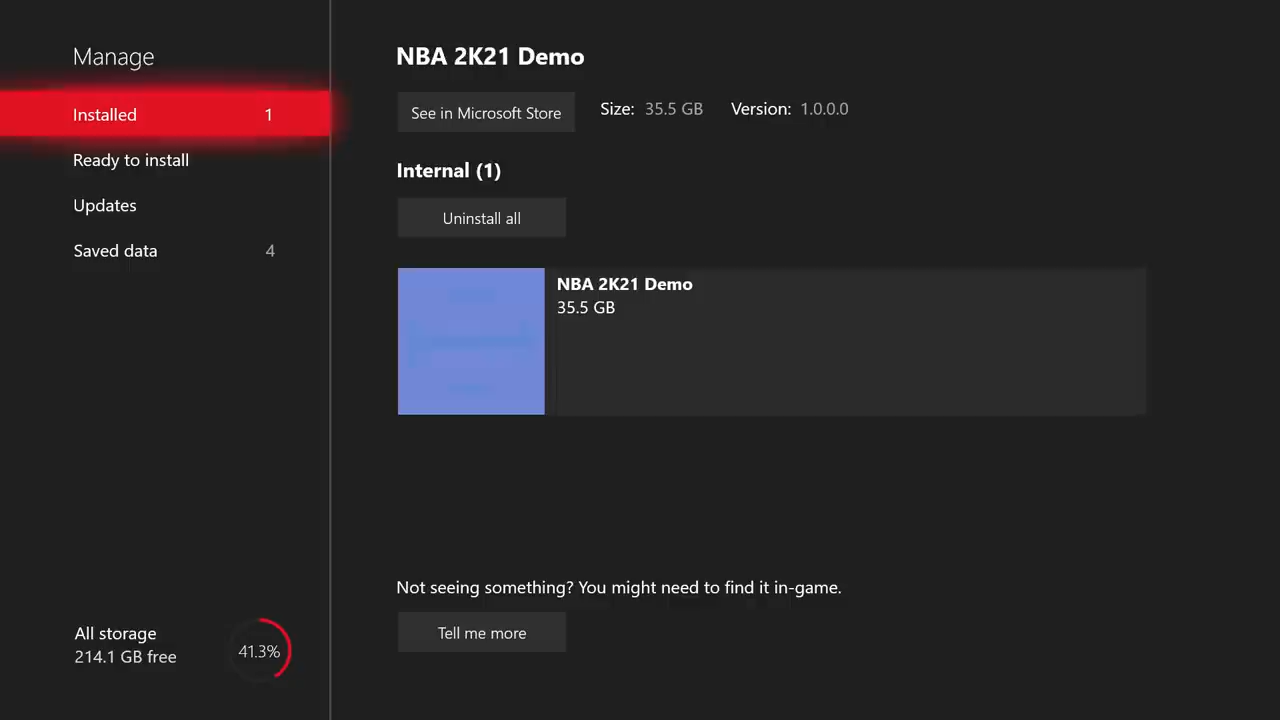 Manage
Installed 1
Ready to install
Updates
Saved data 4
All storage
214.1 GB free
41.3%
NBA 2K21 Demo
See in Microsoft Store
Size: 35.5 GB Version: 1.0.0.0
Internal (1)
Uninstall all
NBA 2K21 Demo
35.5 GB
Not seeing something? You might need to find it in-game.
Tell me more